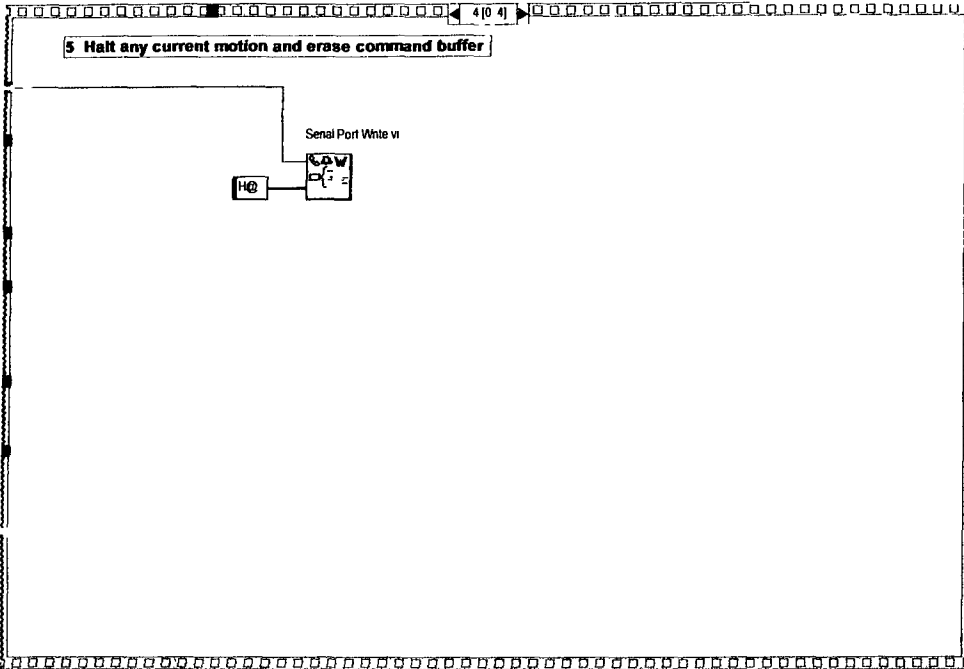 4 [0 4]
5 Halt any current motion and erase command buffer
Serial Port Write vi
H@
W